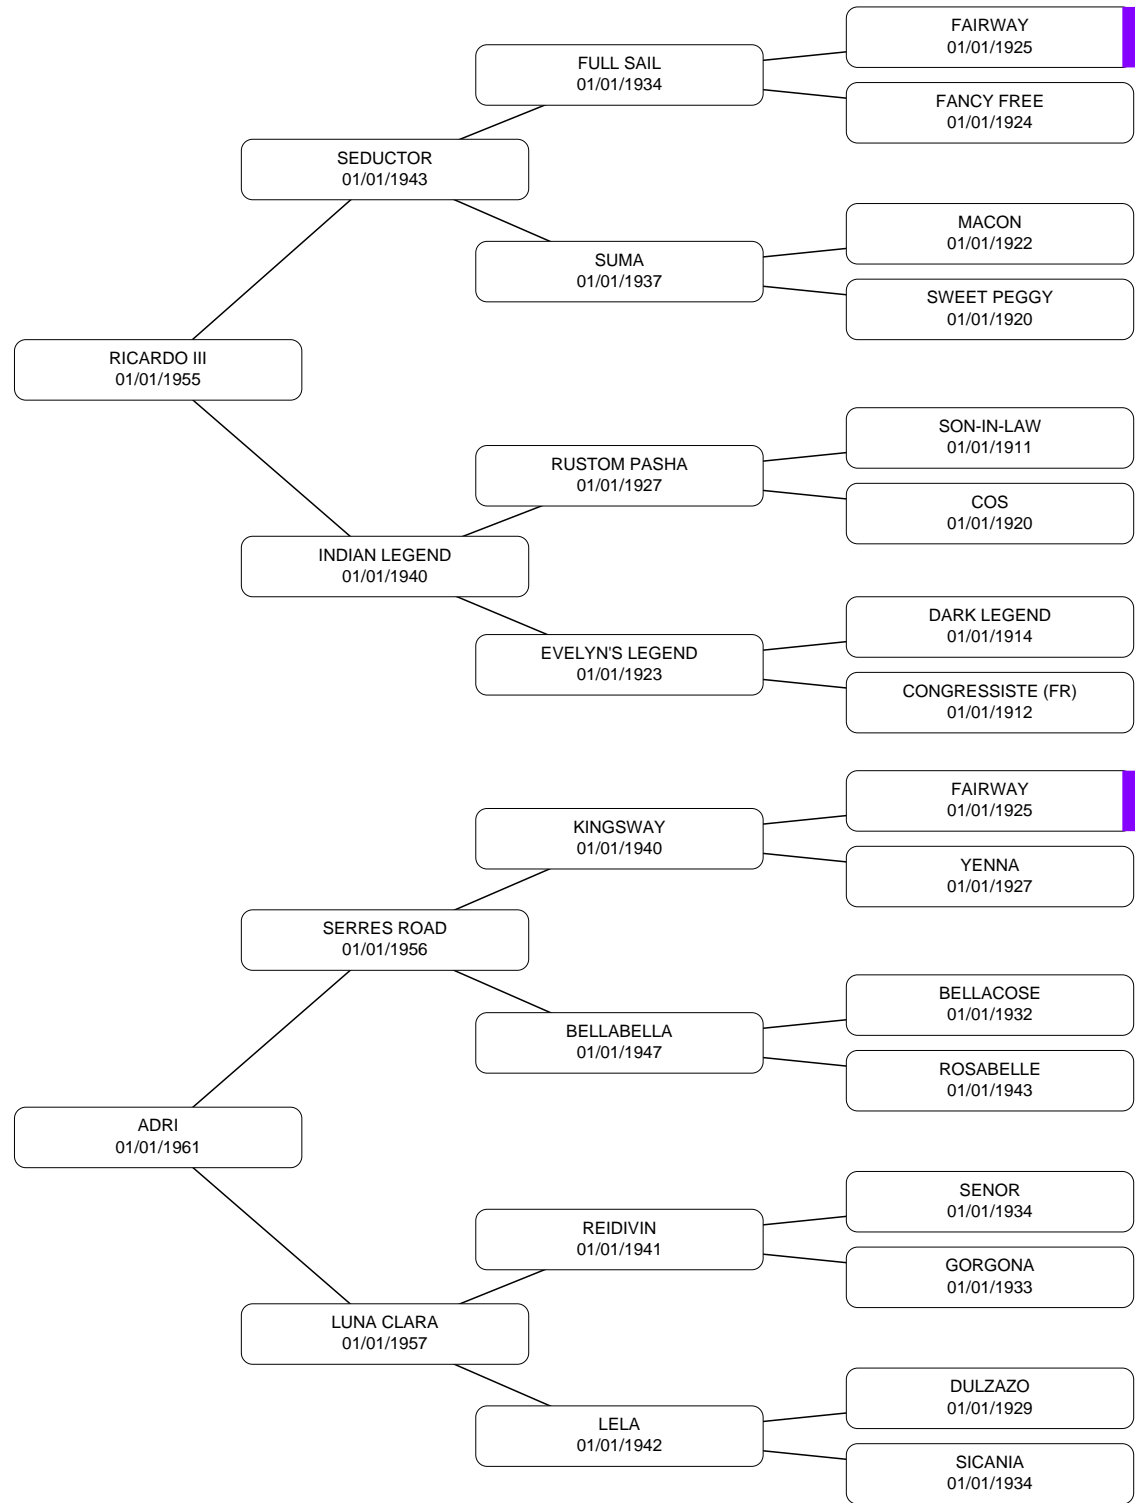 FAIRWAY
01/01/1925
FULL SAIL
01/01/1934
FANCY FREE
01/01/1924
SEDUCTOR
01/01/1943
MACON
01/01/1922
SUMA
01/01/1937
SWEET PEGGY
01/01/1920
RICARDO III
01/01/1955
SON-IN-LAW
01/01/1911
RUSTOM PASHA
01/01/1927
COS
01/01/1920
INDIAN LEGEND
01/01/1940
DARK LEGEND
01/01/1914
EVELYN'S LEGEND
01/01/1923
CONGRESSISTE (FR)
01/01/1912
FAIRWAY
01/01/1925
KINGSWAY
01/01/1940
YENNA
01/01/1927
SERRES ROAD
01/01/1956
BELLACOSE
01/01/1932
BELLABELLA
01/01/1947
ROSABELLE
01/01/1943
ADRI
01/01/1961
SENOR
01/01/1934
REIDIVIN
01/01/1941
GORGONA
01/01/1933
LUNA CLARA
01/01/1957
DULZAZO
01/01/1929
LELA
01/01/1942
SICANIA
01/01/1934